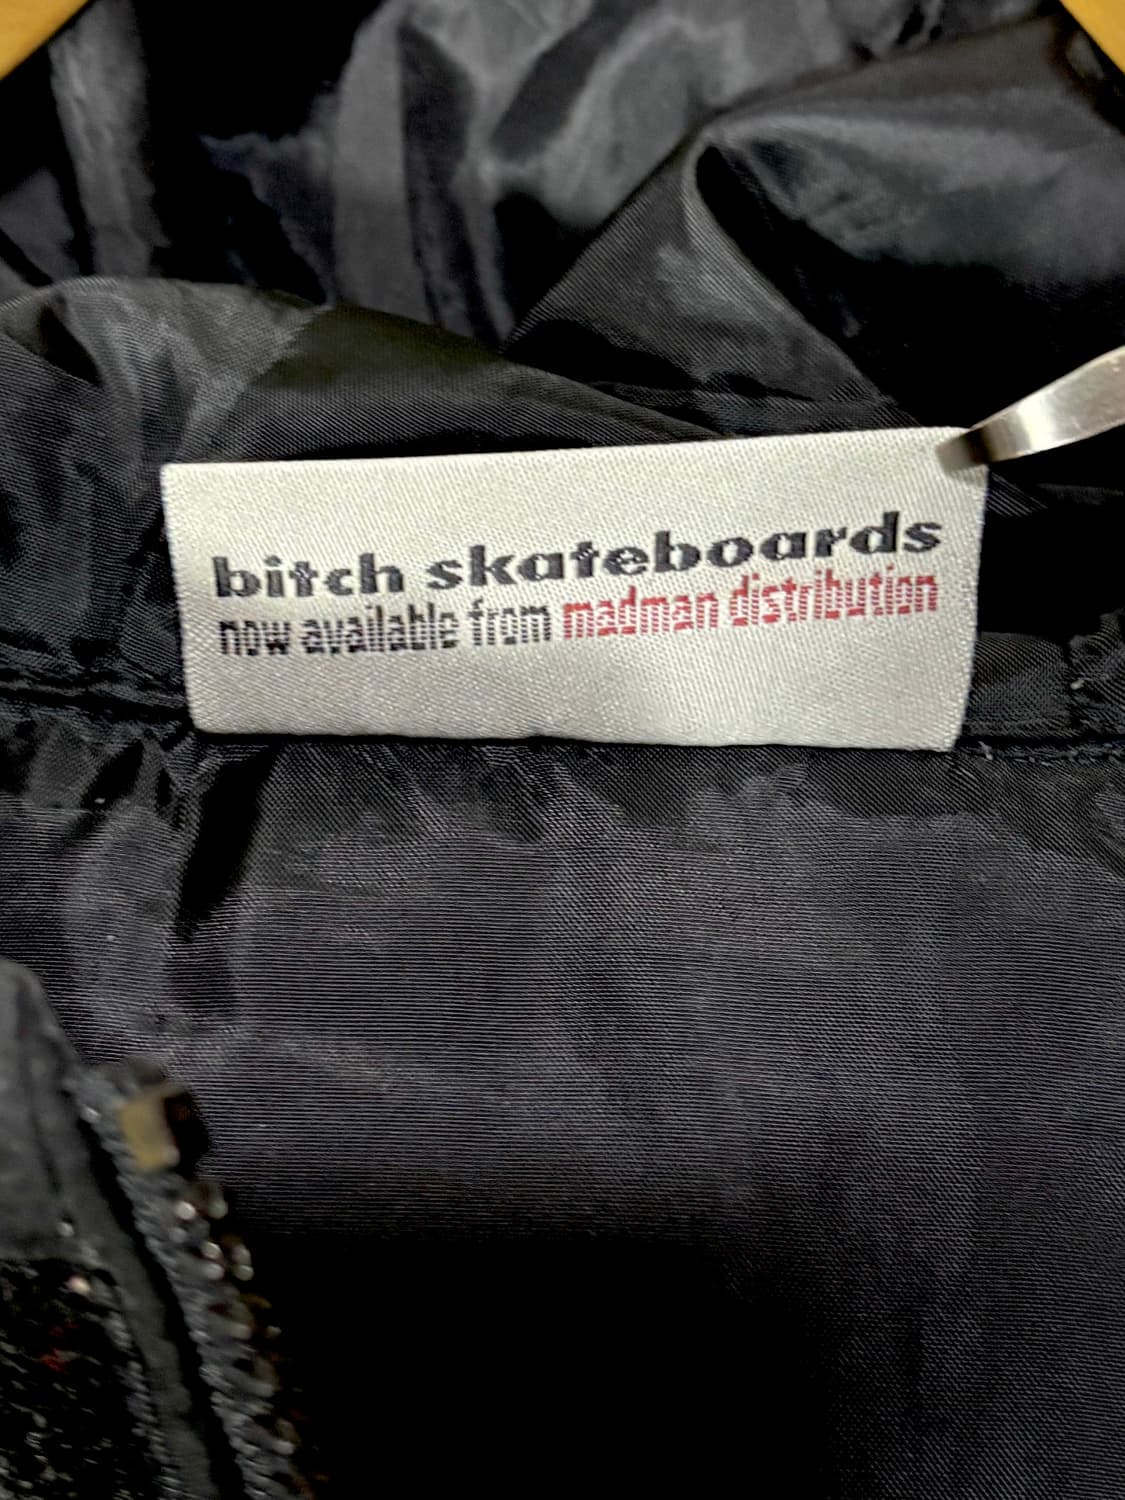 bitch skateboards
now available from madman distribution